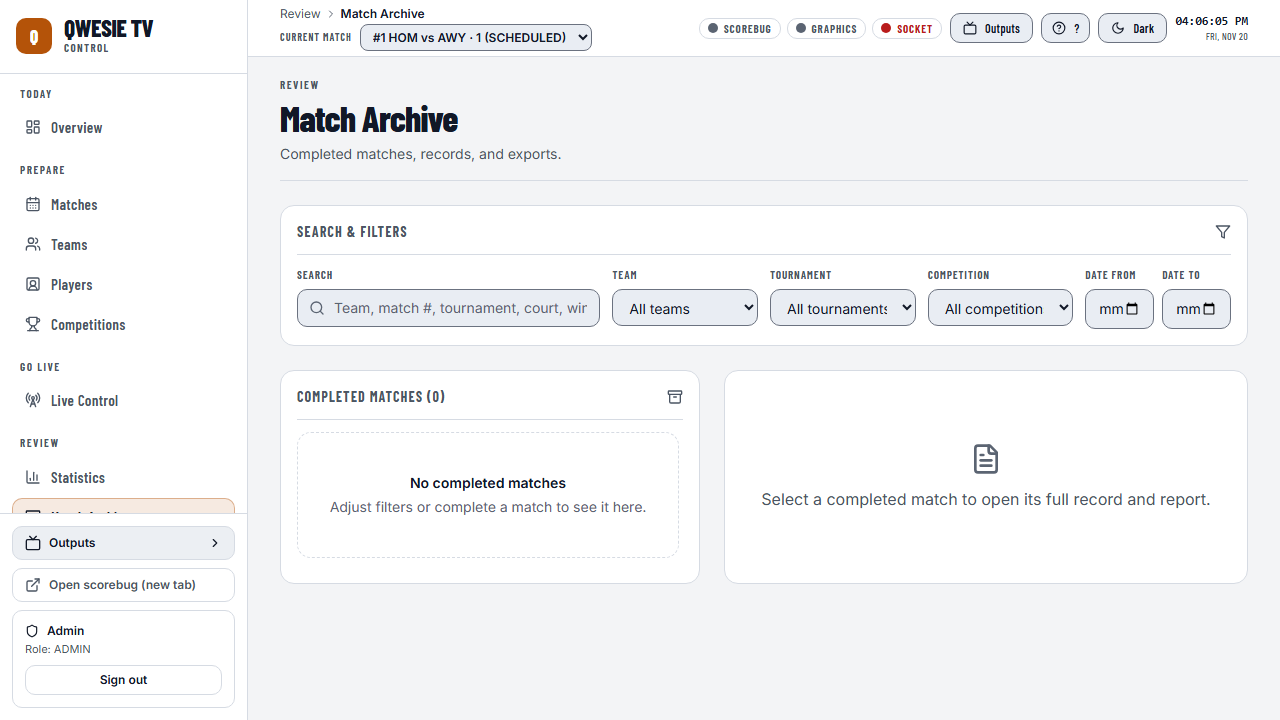 Q
QWESIE TV
CONTROL
TODAY
Overview
PREPARE
Matches
Teams
Players
Competitions
GO LIVE
Live Control
REVIEW
Statistics
Outputs
Open scorebug (new tab)
Admin
Role: ADMIN
Sign out
Review > Match Archive
CURRENT MATCH #1 HOM vs AWY · 1 (SCHEDULED)
SCOREBUG
GRAPHICS
SOCKET
Outputs
?
Dark
04:06:05 PM
FRI, NOV 20
REVIEW
Match Archive
Completed matches, records, and exports.
SEARCH & FILTERS
SEARCH TEAM TOURNAMENT COMPETITION DATE FROM DATE TO
Team, match #, tournament, court, wir All teams All tournaments All competition mm mm
COMPLETED MATCHES (0)
No completed matches
Adjust filters or complete a match to see it here.
Select a completed match to open its full record and report.